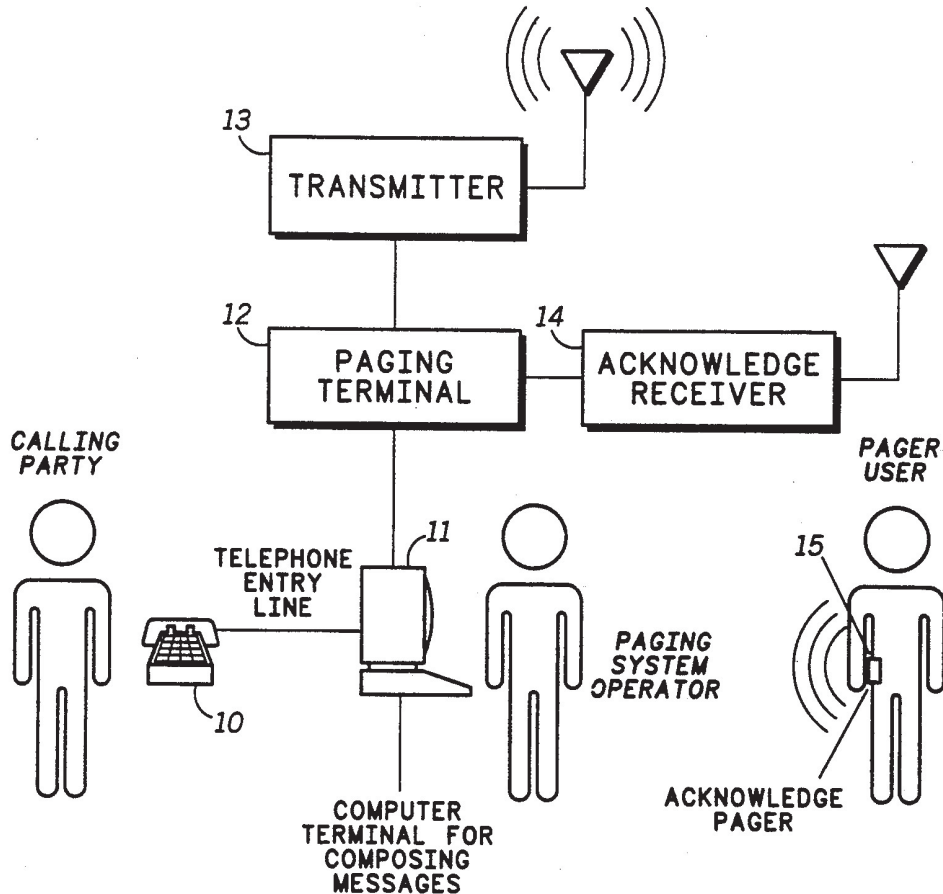 13
TRANSMITTER
12
PAGING
TERMINAL
14
ACKNOWLEDGE
RECEIVER
CALLING
PARTY
PAGER
USER
11
15
TELEPHONE
ENTRY
LINE
10
PAGING
SYSTEM
OPERATOR
COMPUTER
TERMINAL FOR
COMPOSING
MESSAGES
ACKNOWLEDGE
PAGER